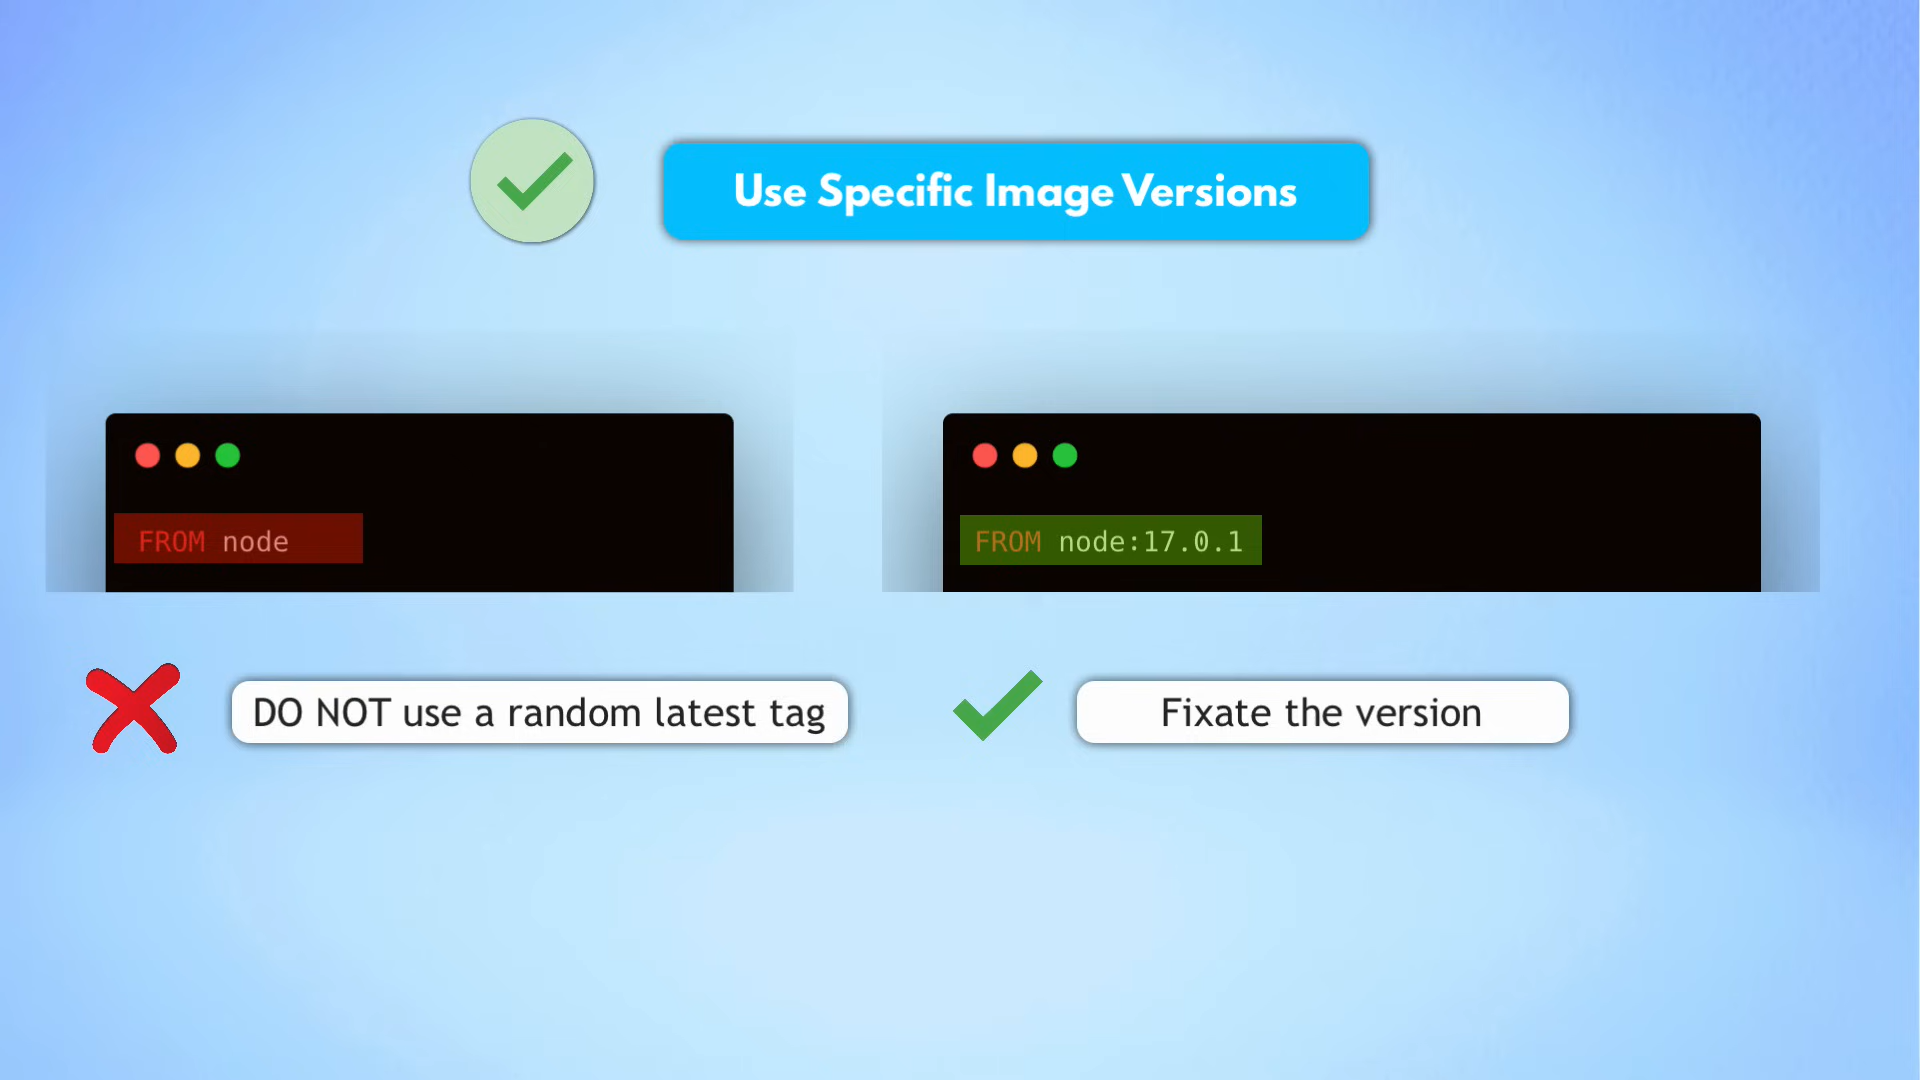 Use Specific Image Versions
FROM node
FROM node:17.0.1
DO NOT use a random latest tag
Fixate the version